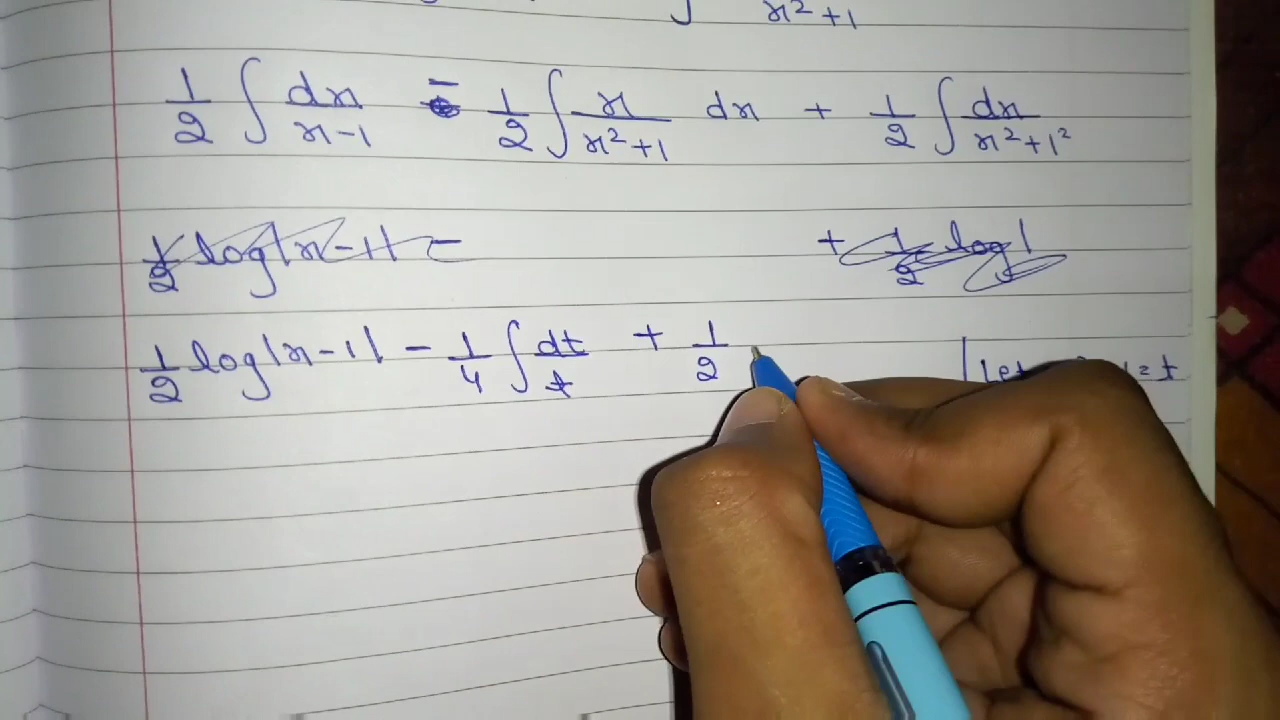 ∫ x²+1
1/2 ∫ dx/x-1 - 1/2 ∫ x/x²+1 dx + 1/2 ∫ dx/x²+1²
1/2 log|x-1| - + 1/2 log|
1/2 log|x-1| - 1/4 ∫ dt/t + 1/2 | Let =t